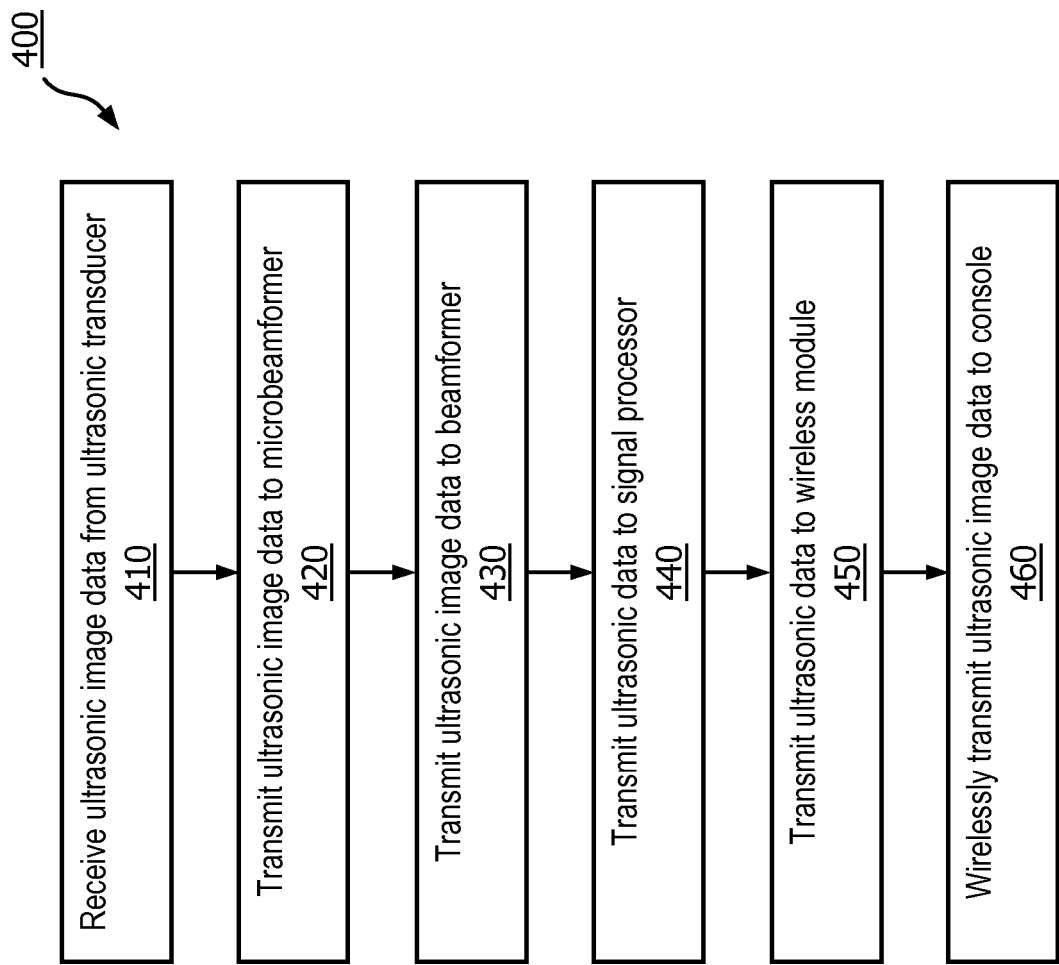 400
Receive ultrasonic image data from ultrasonic transducer
410
Transmit ultrasonic image data to microbeamformer
420
Transmit ultrasonic image data to beamformer
430
Transmit ultrasonic data to signal processor
440
Transmit ultrasonic data to wireless module
450
Wirelessly transmit ultrasonic image data to console
460